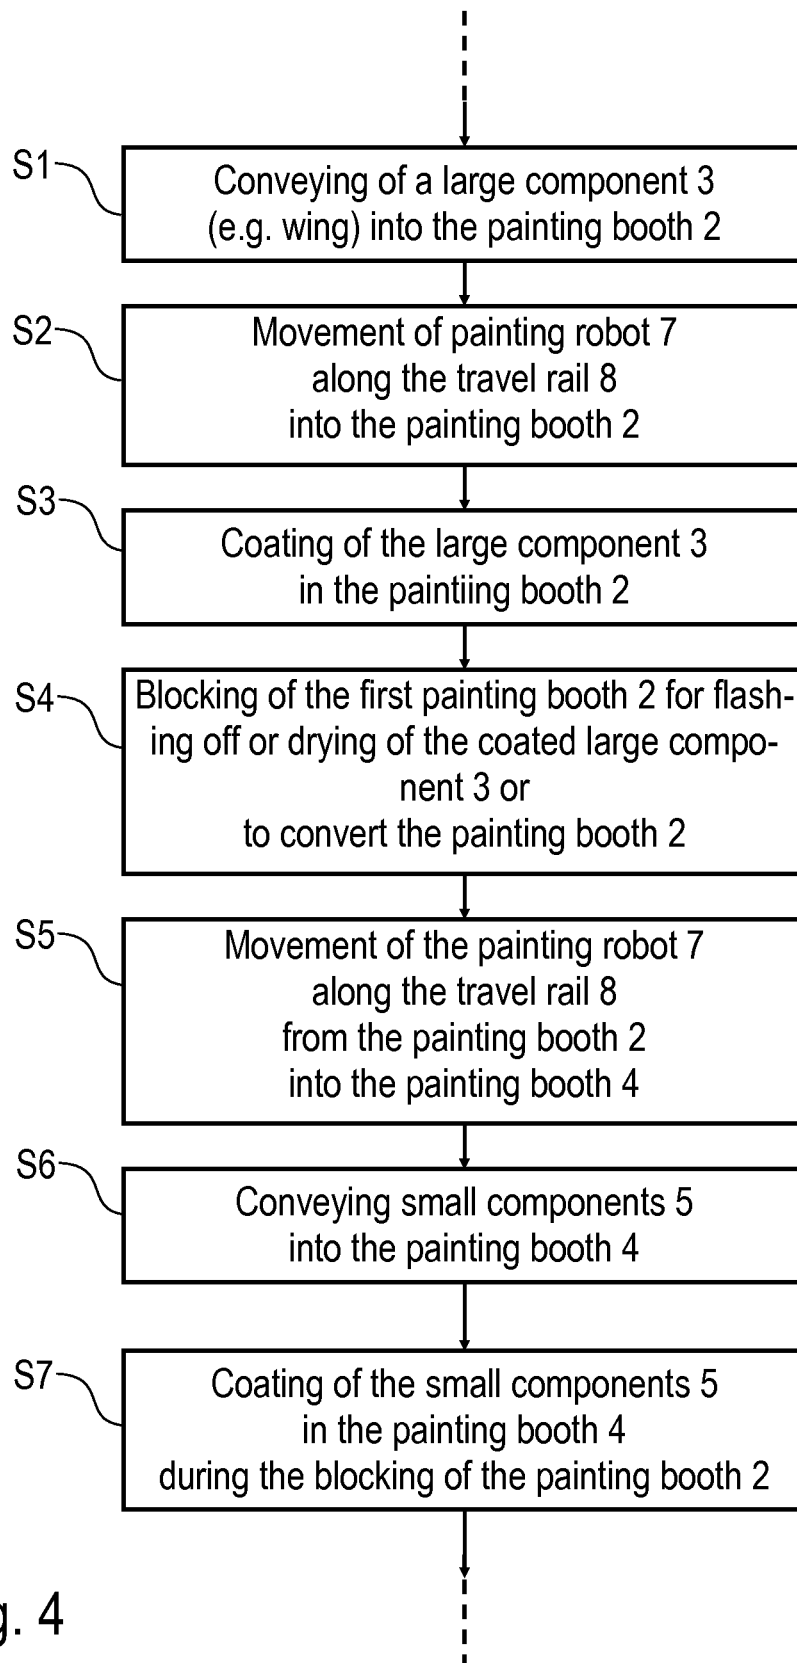 S1
Conveying of a large component 3
(e.g. wing) into the painting booth 2
S2
Movement of painting robot 7
along the travel rail 8
into the painting booth 2
S3
Coating of the large component 3
in the paintiing booth 2
S4
Blocking of the first painting booth 2 for flash-
ing off or drying of the coated large compo-
nent 3 or
to convert the painting booth 2
S5
Movement of the painting robot 7
along the travel rail 8
from the painting booth 2
into the painting booth 4
S6
Conveying small components 5
into the painting booth 4
S7
Coating of the small components 5
in the painting booth 4
during the blocking of the painting booth 2
g. 4